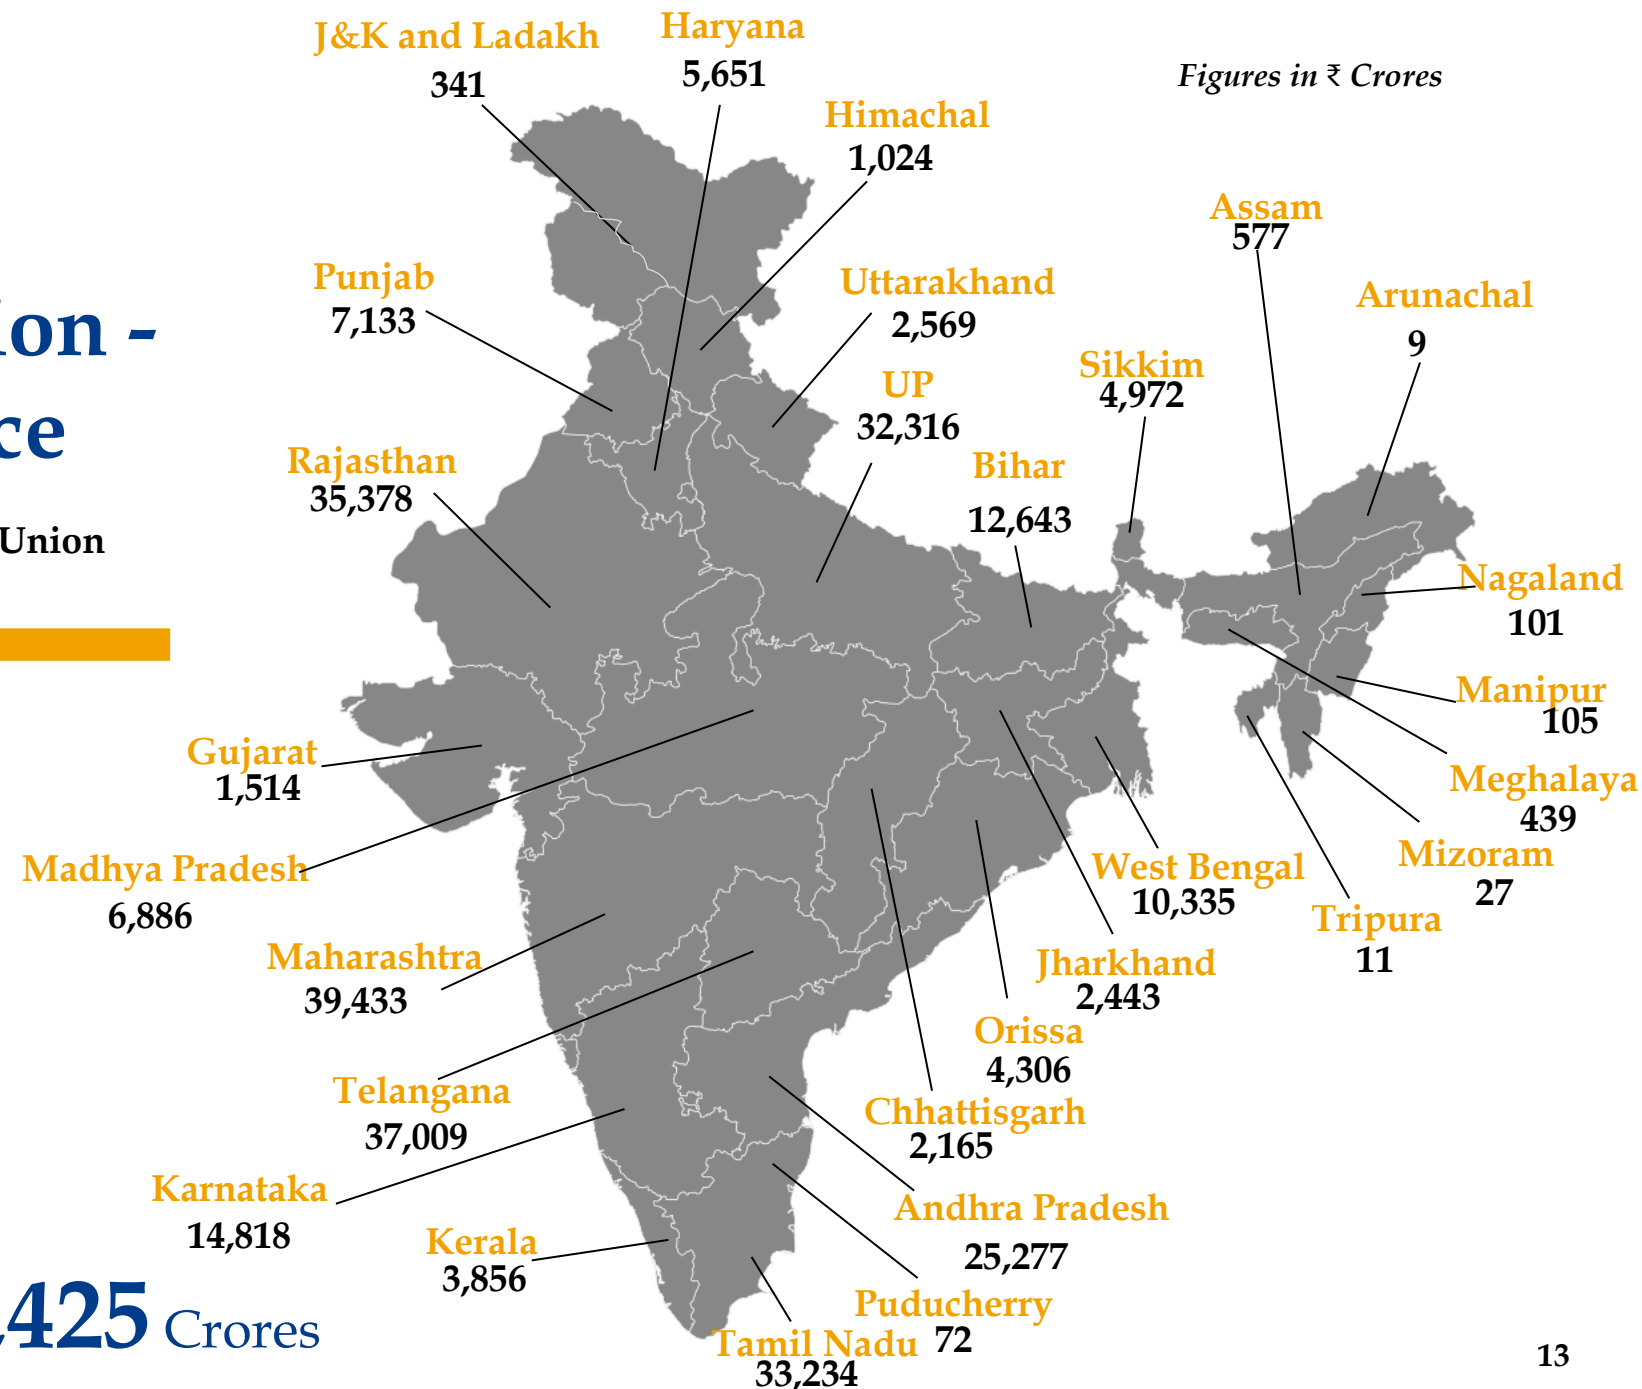 J&K and Ladakh
341
Haryana
5,651
Figures in ₹ Crores
Himachal
1,024
Assam
577
Punjab
7,133
Uttarakhand
2,569
Arunachal
9
Sikkim
4,972
UP
32,316
Rajasthan
35,378
Bihar
12,643
Union
Nagaland
101
Manipur
105
Gujarat
1,514
Meghalaya
439
Madhya Pradesh
6,886
West Bengal
10,335
Mizoram
27
Tripura
11
Maharashtra
39,433
Jharkhand
2,443
Orissa
4,306
Telangana
37,009
Chhattisgarh
2,165
Karnataka
14,818
Andhra Pradesh
25,277
Kerala
3,856
Puducherry
72
,425 Crores
Tamil Nadu
33,234
13